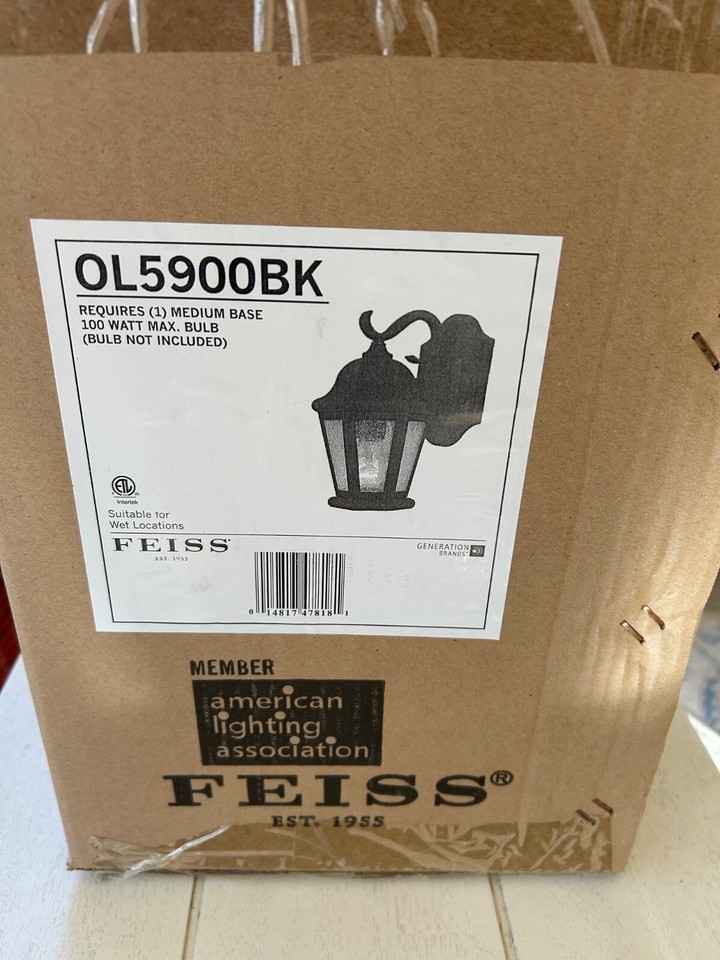 OL5900BK
REQUIRES (1) MEDIUM BASE
100 WATT MAX. BULB
(BULB NOT INCLUDED)
ETL
Intertek
Suitable for
Wet Locations
FEISS®
EST. 1955
GENERATION
BRANDS
0 14817 47818 1
MEMBER
american
lighting
association
FEISS®
EST. 1955